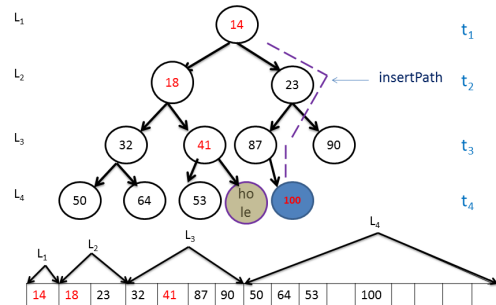 L1
14
t1
L2
18
23
insertPath
t2
L3
32
41
87
90
t3
L4
50
64
53
ho
le
100
t4
L1
L2
L3
L4
14 18 23 32 41 87 90 50 64 53 100